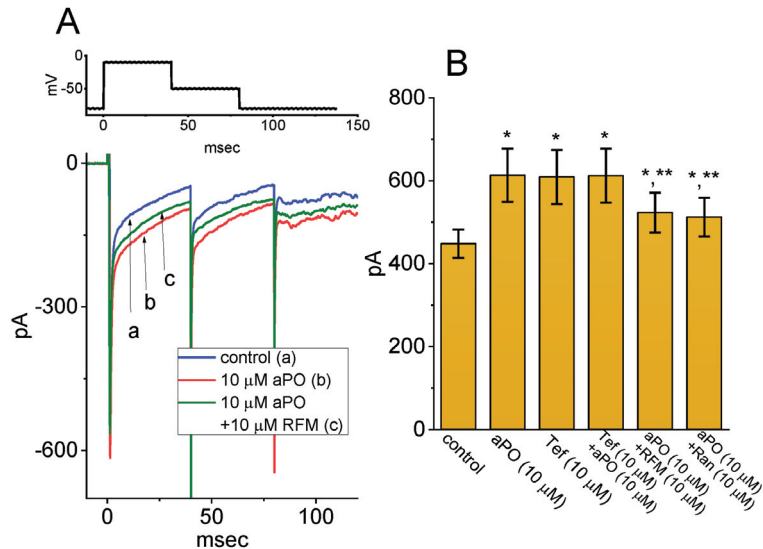 A
0
-50
mV
0 50 100 150
msec
0
-300
-600
pA
a
b
c
control (a)
10 μM aPO (b)
10 μM aPO
+10 μM RFM (c)
0 50 100
msec
B
800
600
400
200
0
pA
*
*
*
*,**
*,**
control
aPO (10 μM)
Tef (10 μM)
Tef (10 μM)
+aPO (10 μM)
aPO (10 μM)
+RFM (10 μM)
aPO (10 μM)
+Ran (10 μM)